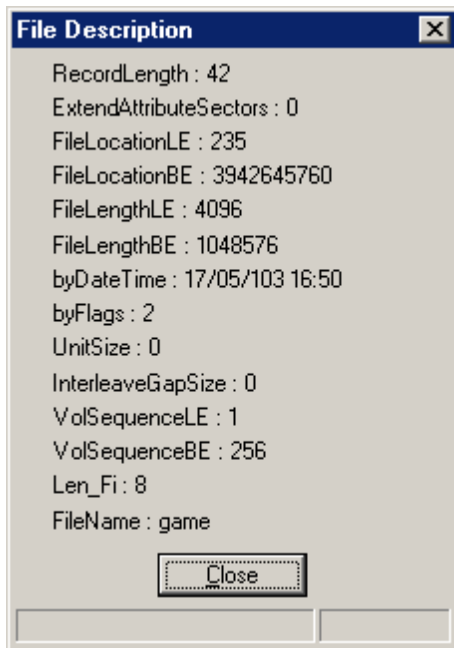 File Description
RecordLength : 42
ExtendAttributeSectors : 0
FileLocationLE : 235
FileLocationBE : 3942645760
FileLengthLE : 4096
FileLengthBE : 1048576
byDateTime : 17/05/103 16:50
byFlags : 2
UnitSize : 0
InterleaveGapSize : 0
VolSequenceLE : 1
VolSequenceBE : 256
Len_Fi : 8
FileName : game
Close